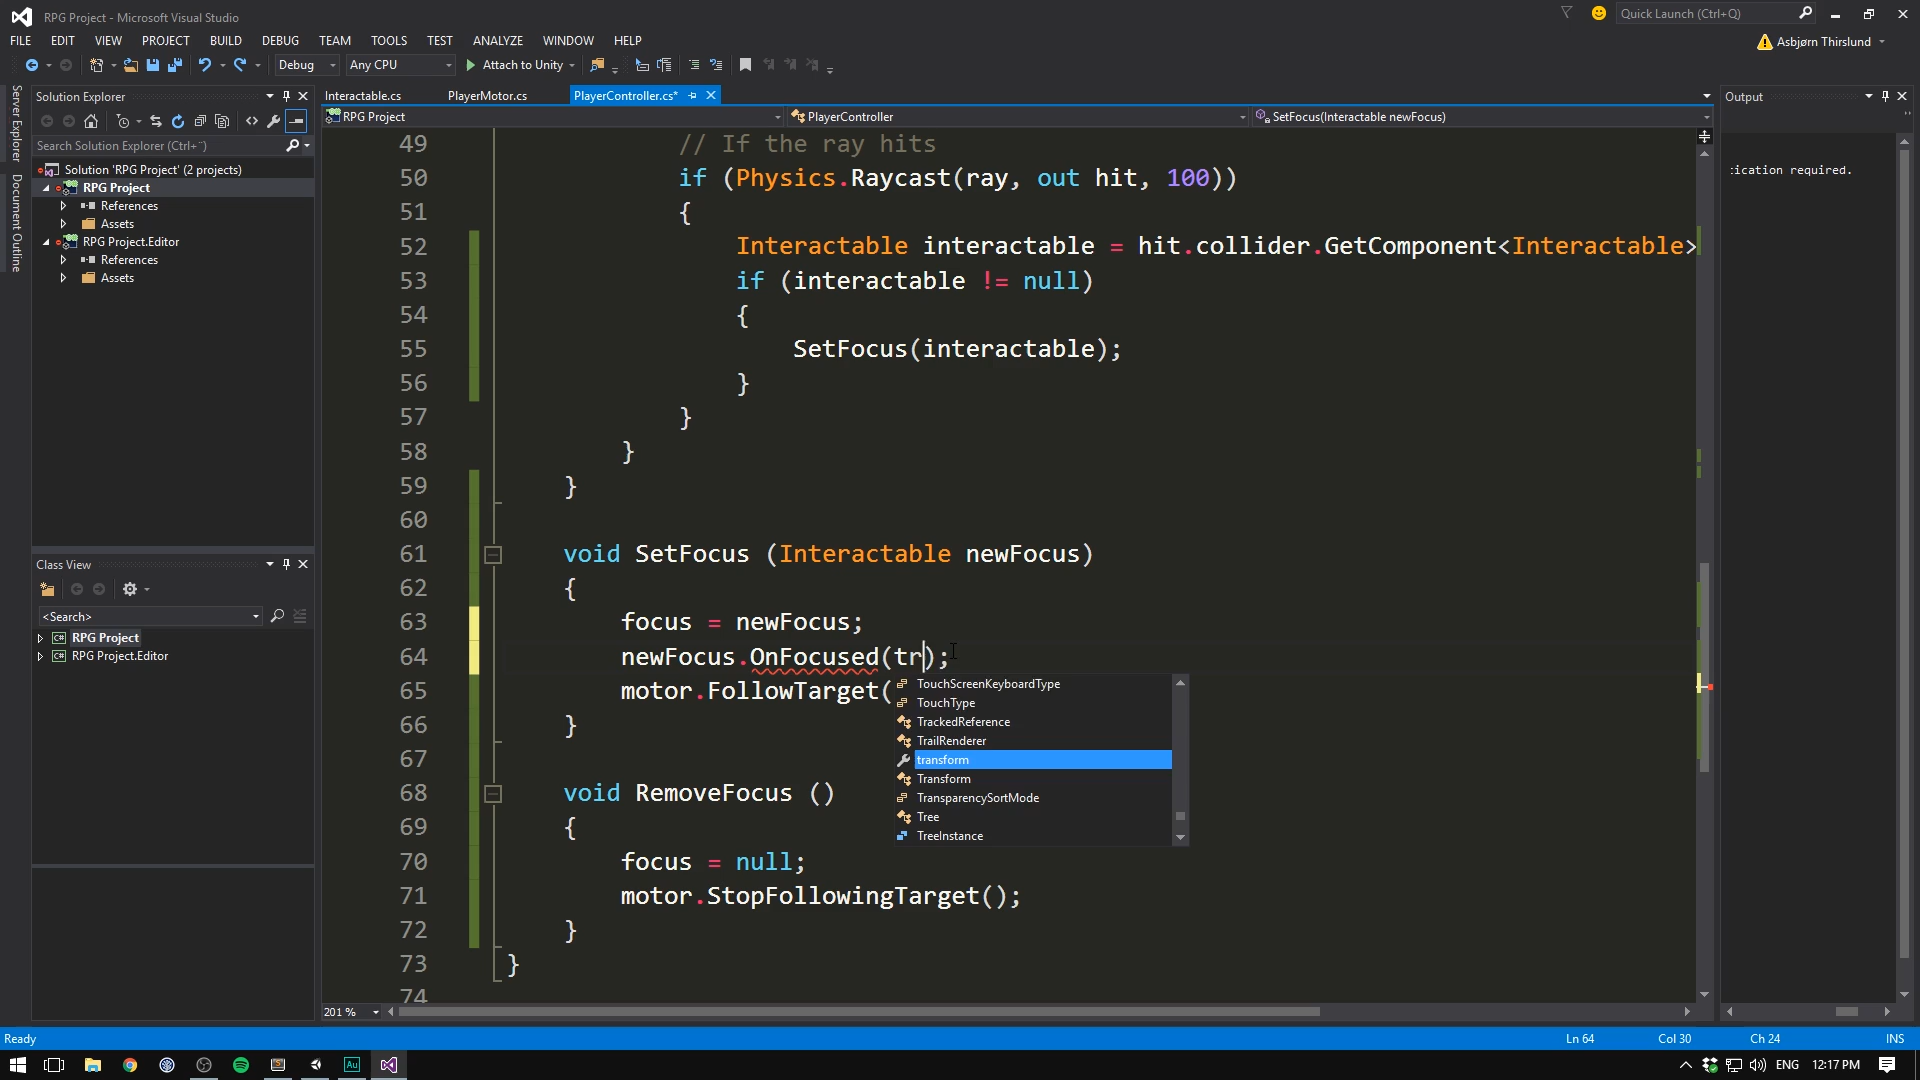 RPG Project - Microsoft Visual Studio
Quick Launch (Ctrl+Q)
FILE EDIT VIEW PROJECT BUILD DEBUG TEAM TOOLS TEST ANALYZE WINDOW HELP
Asbjørn Thirslund
Debug Any CPU Attach to Unity
Server Explorer
Document Outline
Solution Explorer
Search Solution Explorer (Ctrl+¨)
Solution 'RPG Project' (2 projects)
RPG Project
References
Assets
RPG Project.Editor
References
Assets
Class View
<Search>
RPG Project
RPG Project.Editor
Interactable.cs PlayerMotor.cs PlayerController.cs*
RPG Project PlayerController SetFocus(Interactable newFocus)
49 // If the ray hits
50 if (Physics.Raycast(ray, out hit, 100))
51 {
52 Interactable interactable = hit.collider.GetComponent<Interactable>
53 if (interactable != null)
54 {
55 SetFocus(interactable);
56 }
57 }
58 }
59 }
60
61 void SetFocus (Interactable newFocus)
62 {
63 focus = newFocus;
64 newFocus.OnFocused(tr);
65 motor.FollowTarget(
66 }
67
68 void RemoveFocus ()
69 {
70 focus = null;
71 motor.StopFollowingTarget();
72 }
73 }
74
TouchScreenKeyboardType
TouchType
TrackedReference
TrailRenderer
transform
Transform
TransparencySortMode
Tree
TreeInstance
201 %
Output
ication required.
Ready Ln 64 Col 30 Ch 24 INS
Au
ENG 12:17 PM